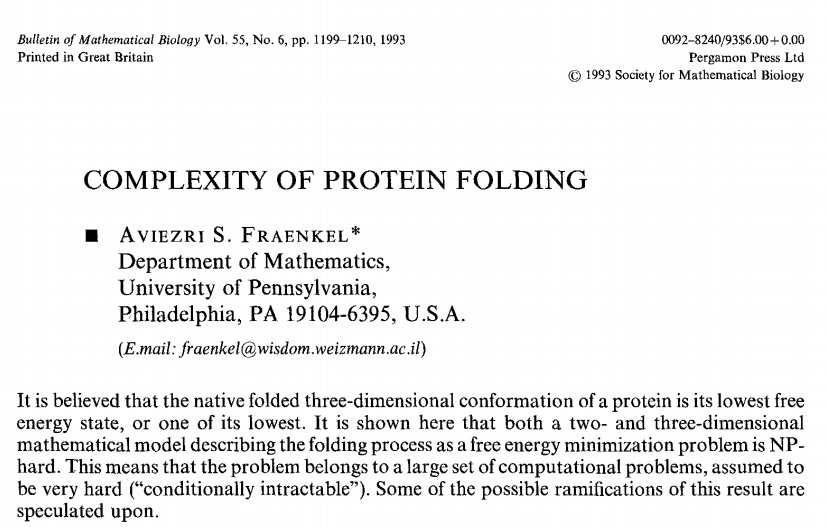 Bulletin of Mathematical Biology Vol. 55, No. 6, pp. 1199–1210, 1993
Printed in Great Britain
0092–8240/93$6.00+0.00
Pergamon Press Ltd
© 1993 Society for Mathematical Biology
COMPLEXITY OF PROTEIN FOLDING
■ AVIEZRI S. FRAENKEL*
Department of Mathematics,
University of Pennsylvania,
Philadelphia, PA 19104-6395, U.S.A.
(E.mail: fraenkel@wisdom.weizmann.ac.il)
It is believed that the native folded three-dimensional conformation of a protein is its lowest free
energy state, or one of its lowest. It is shown here that both a two- and three-dimensional
mathematical model describing the folding process as a free energy minimization problem is NP-
hard. This means that the problem belongs to a large set of computational problems, assumed to
be very hard (“conditionally intractable”). Some of the possible ramifications of this result are
speculated upon.